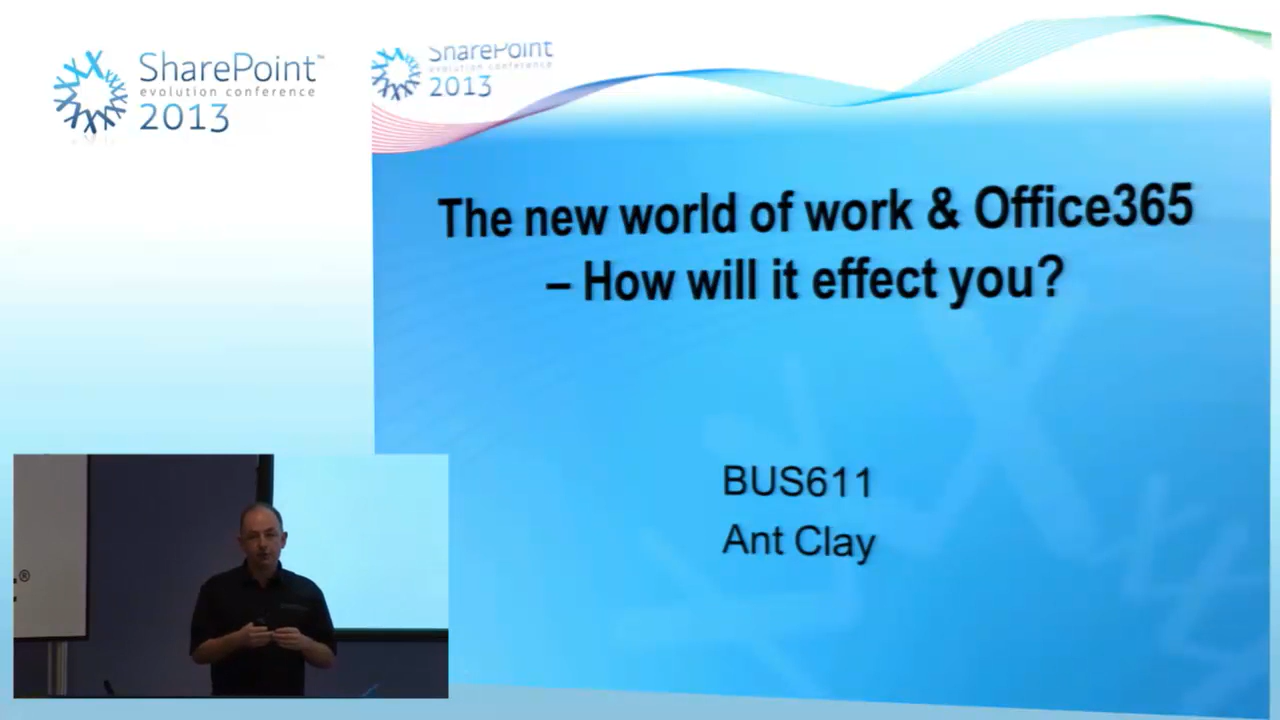 SharePoint™
evolution conference
2013
SharePoint
evolution conference
2013
The new world of work & Office365
– How will it effect you?
BUS611
Ant Clay
®